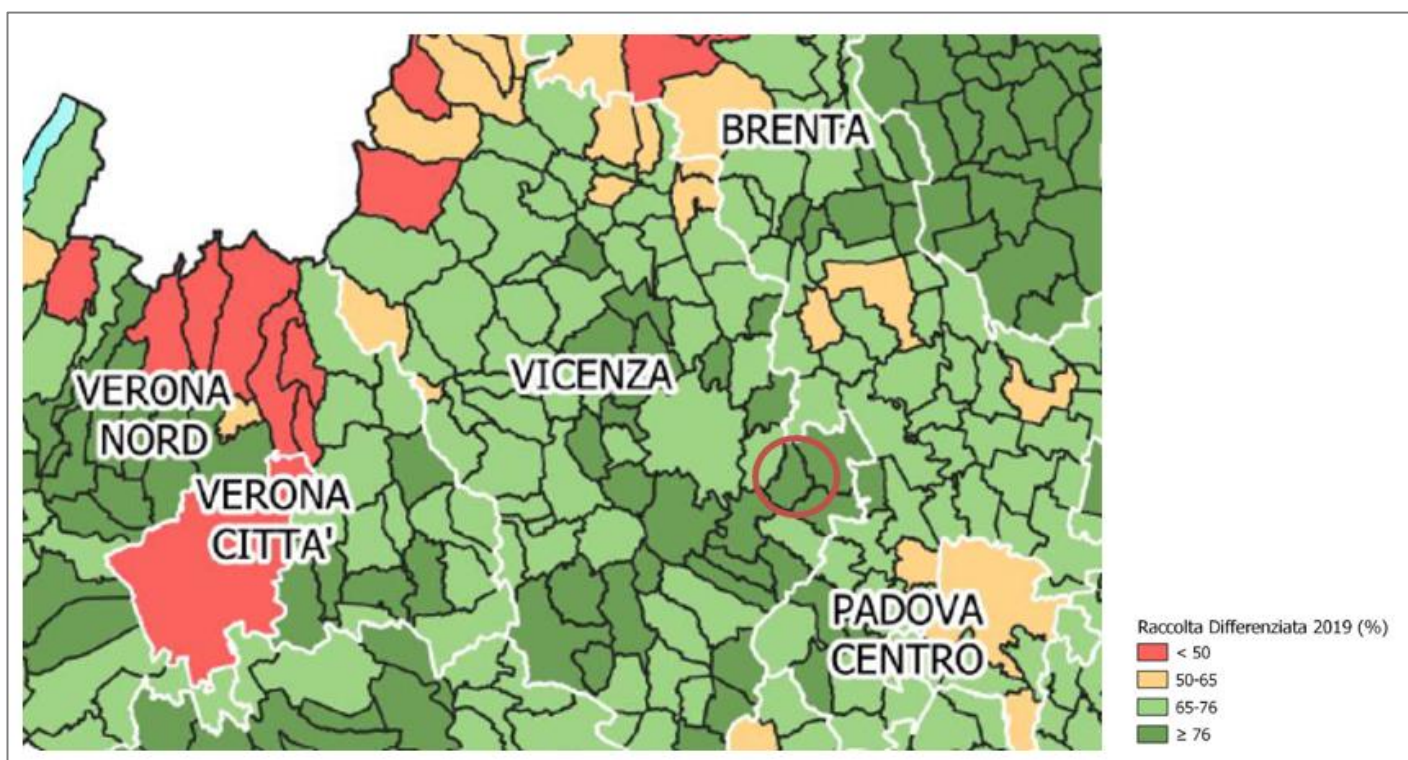 BRENTA
VICENZA
VERONA
NORD
VERONA
CITTA'
PADOVA
CENTRO
Raccolta Differenziata 2019 (%)
< 50
50-65
65-76
≥ 76